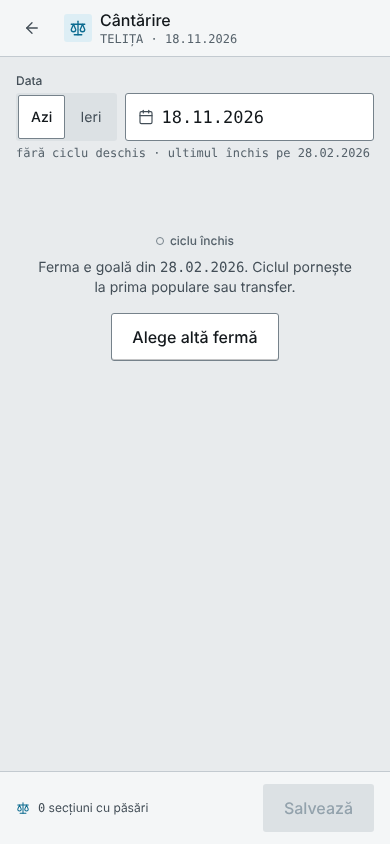 Cântărire
TELIȚA · 18.11.2026
Data
Azi
Ieri
18.11.2026
fără ciclu deschis · ultimul închis pe 28.02.2026
ciclu închis
Ferma e goală din 28.02.2026. Ciclul pornește
la prima populare sau transfer.
Alege altă fermă
0 secțiuni cu păsări
Salvează